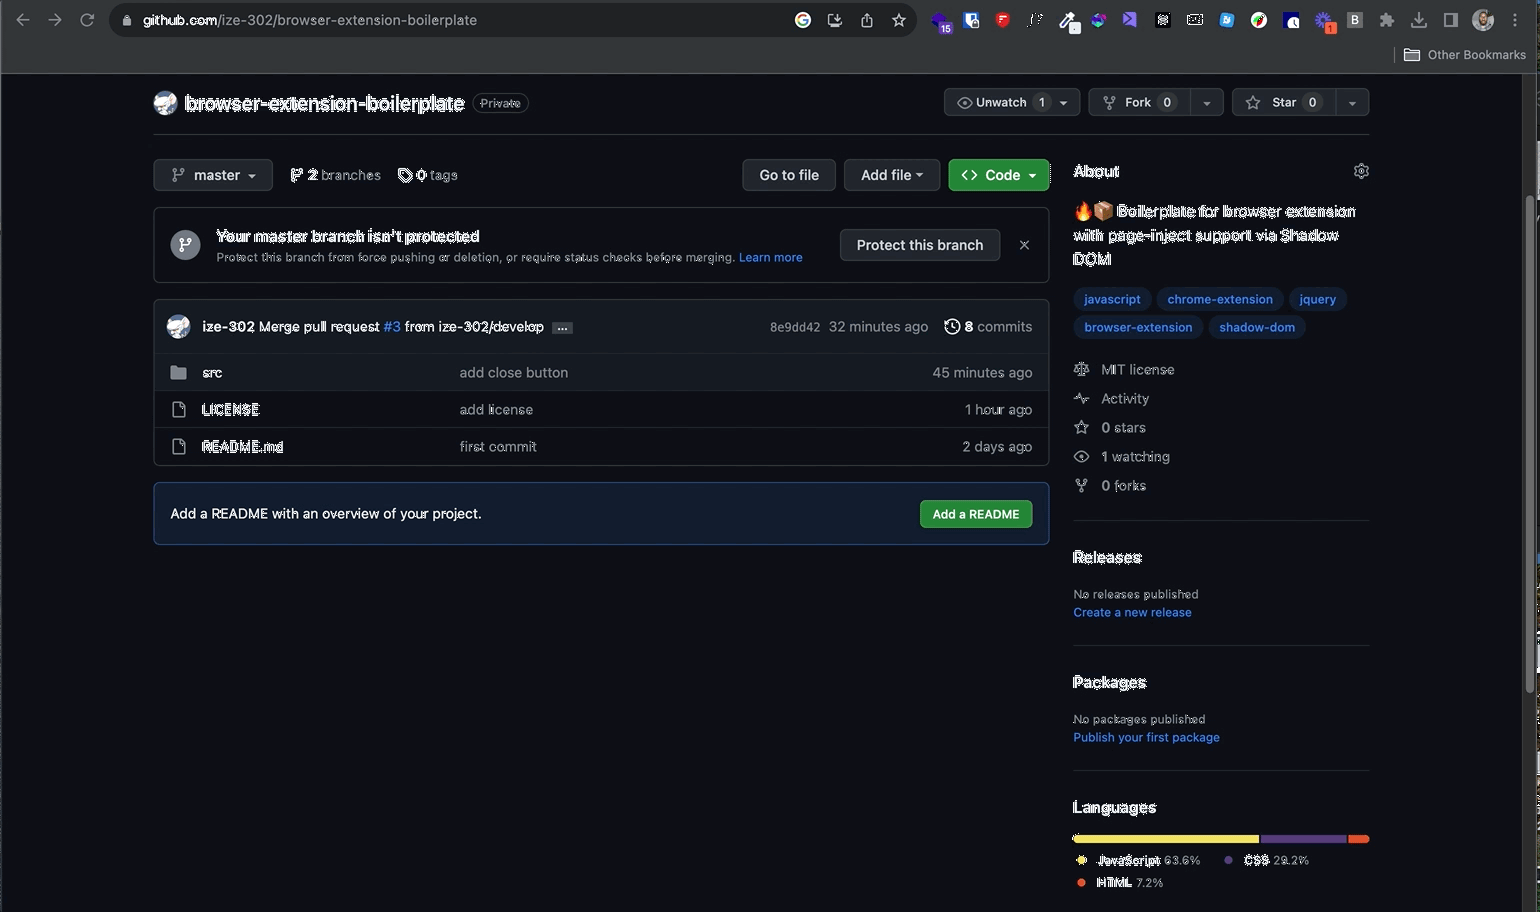 github.com/ize-302/browser-extension-boilerplate
15
1
B
Other Bookmarks
browser-extension-boilerplate Private
Unwatch 1
Fork 0
Star 0
master
2 branches
0 tags
Go to file
Add file
<> Code
Your master branch isn't protected
Protect this branch from force pushing or deletion, or require status checks before merging. Learn more
Protect this branch
ize-302 Merge pull request #3 from ize-302/develop ...
8e9dd42 32 minutes ago
8 commits
src add close button 45 minutes ago
LICENSE add license 1 hour ago
README.md first commit 2 days ago
Add a README with an overview of your project.
Add a README
About
🔥📦 Boilerplate for browser extension
with page-inject support via Shadow
DOM
javascript chrome-extension jquery
browser-extension shadow-dom
MIT license
Activity
0 stars
1 watching
0 forks
Releases
No releases published
Create a new release
Packages
No packages published
Publish your first package
Languages
JavaScript 63.6% CSS 29.2%
HTML 7.2%